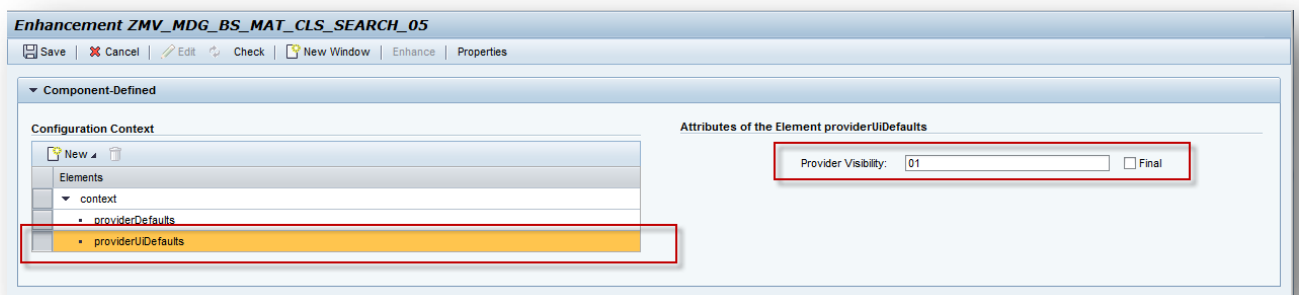 Enhancement ZMV_MDG_BS_MAT_CLS_SEARCH_05
Save Cancel Edit Check New Window Enhance Properties
Component-Defined
Configuration Context
Attributes of the Element providerUiDefaults
New
Provider Visibility: 01 Final
Elements
context
providerDefaults
providerUiDefaults